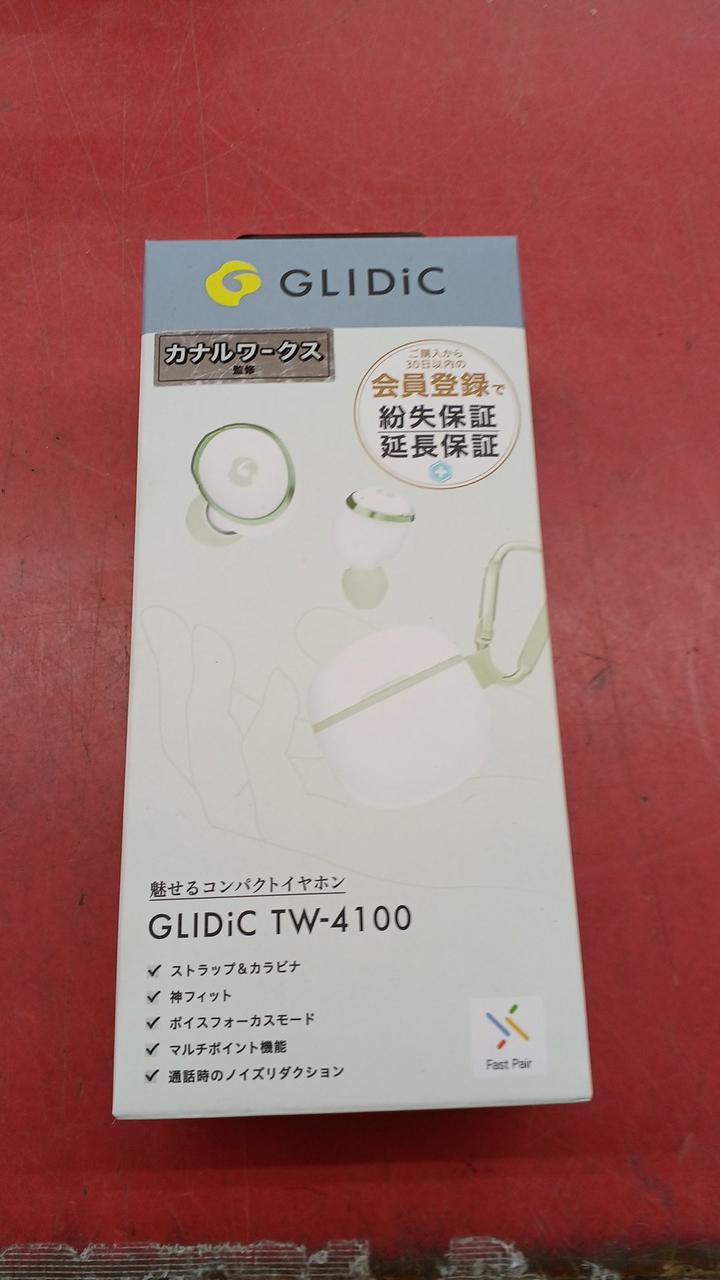 GLIDiC
カナルワークス
監修
ご購入から
30日以内の
会員登録で
紛失保証
延長保証
魅せるコンパクトイヤホン
GLIDiC TW-4100
ストラップ&カラビナ
神フィット
ボイスフォーカスモード
マルチポイント機能
通話時のノイズリダクション
Fast Pair